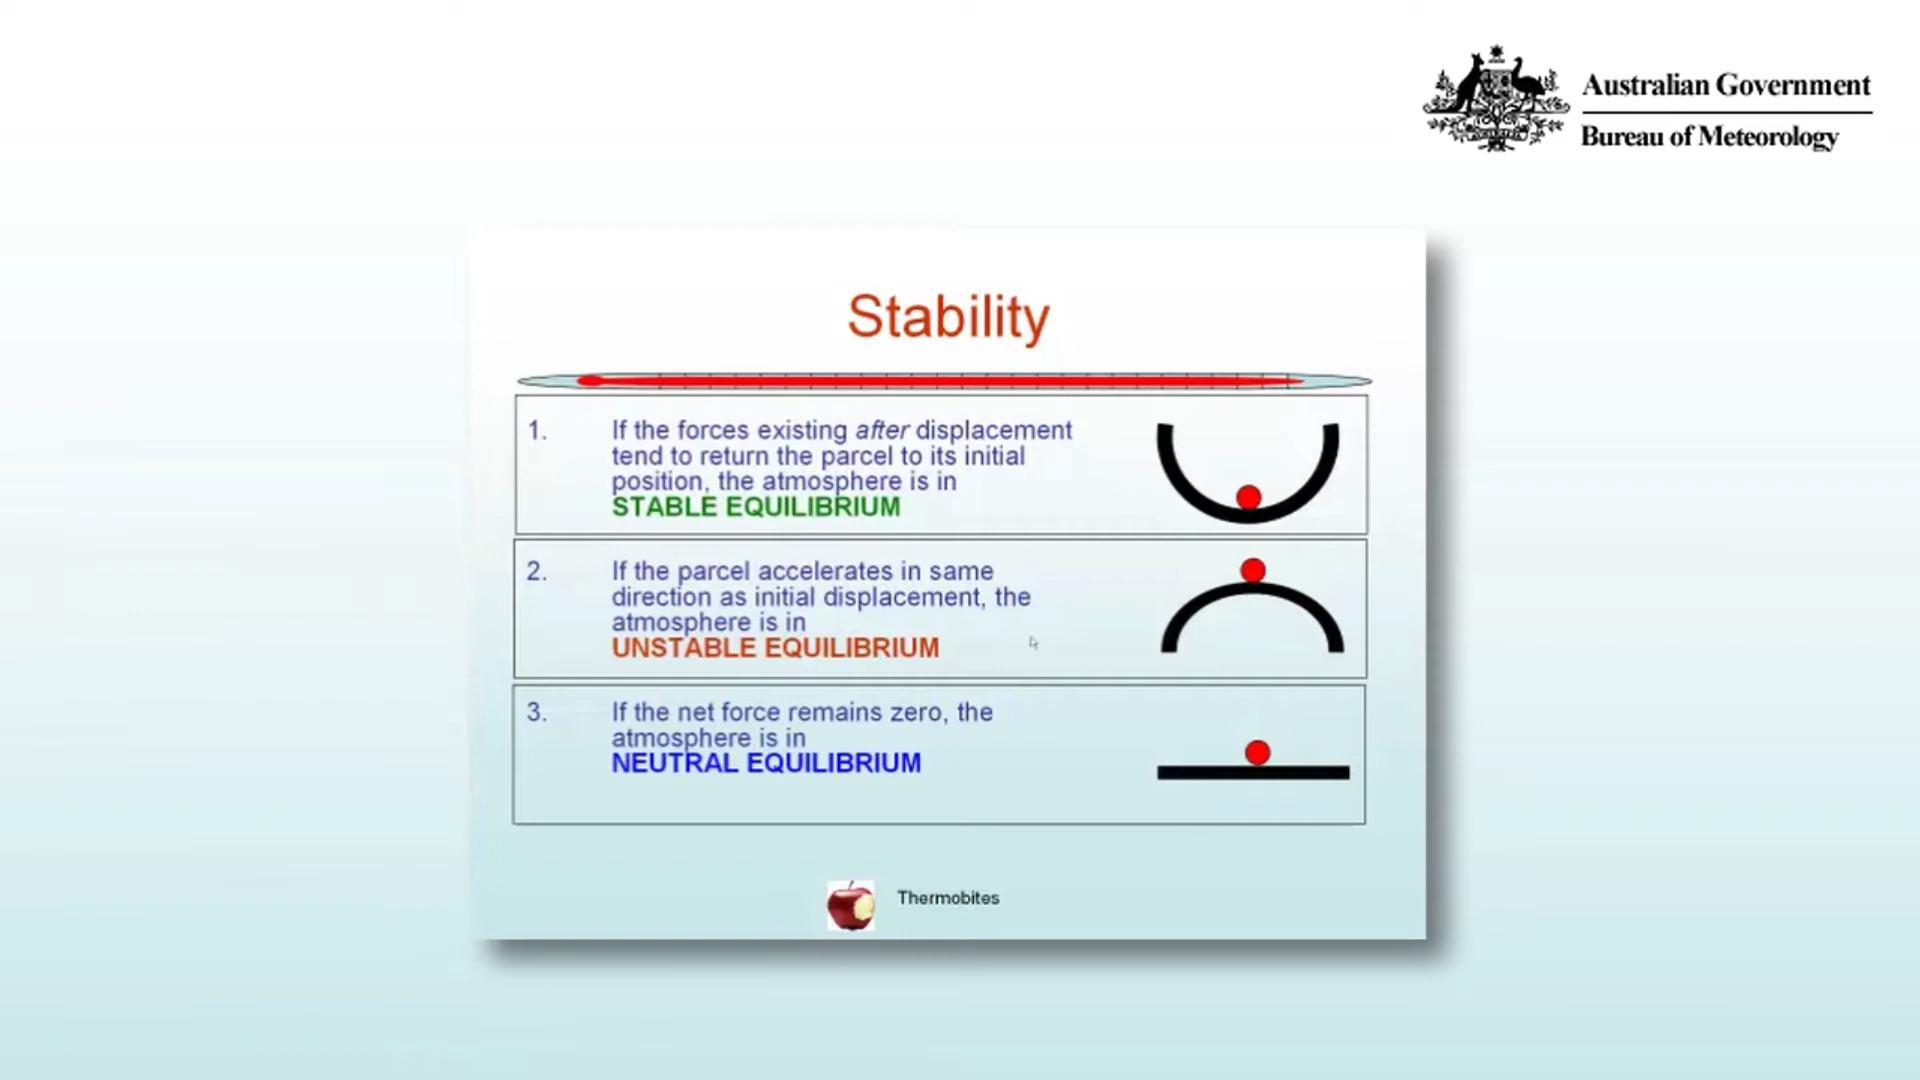 Australian Government
Bureau of Meteorology
Stability
1. If the forces existing after displacement
tend to return the parcel to its initial
position, the atmosphere is in
STABLE EQUILIBRIUM
2. If the parcel accelerates in same
direction as initial displacement, the
atmosphere is in
UNSTABLE EQUILIBRIUM
3. If the net force remains zero, the
atmosphere is in
NEUTRAL EQUILIBRIUM
Thermobites